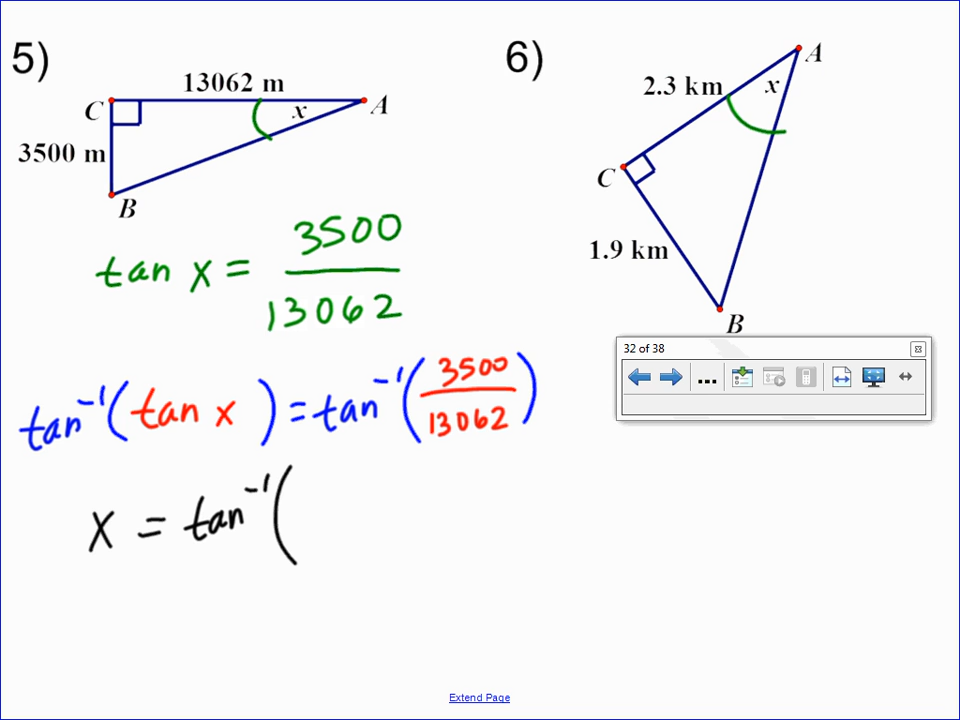 5)
13062 m
C
x
A
3500 m
B
tan x = 3500
13062
tan⁻¹(tan x) = tan⁻¹(3500
13062)
x = tan⁻¹(
6)
A
2.3 km
x
C
1.9 km
B
32 of 38
...
Extend Page